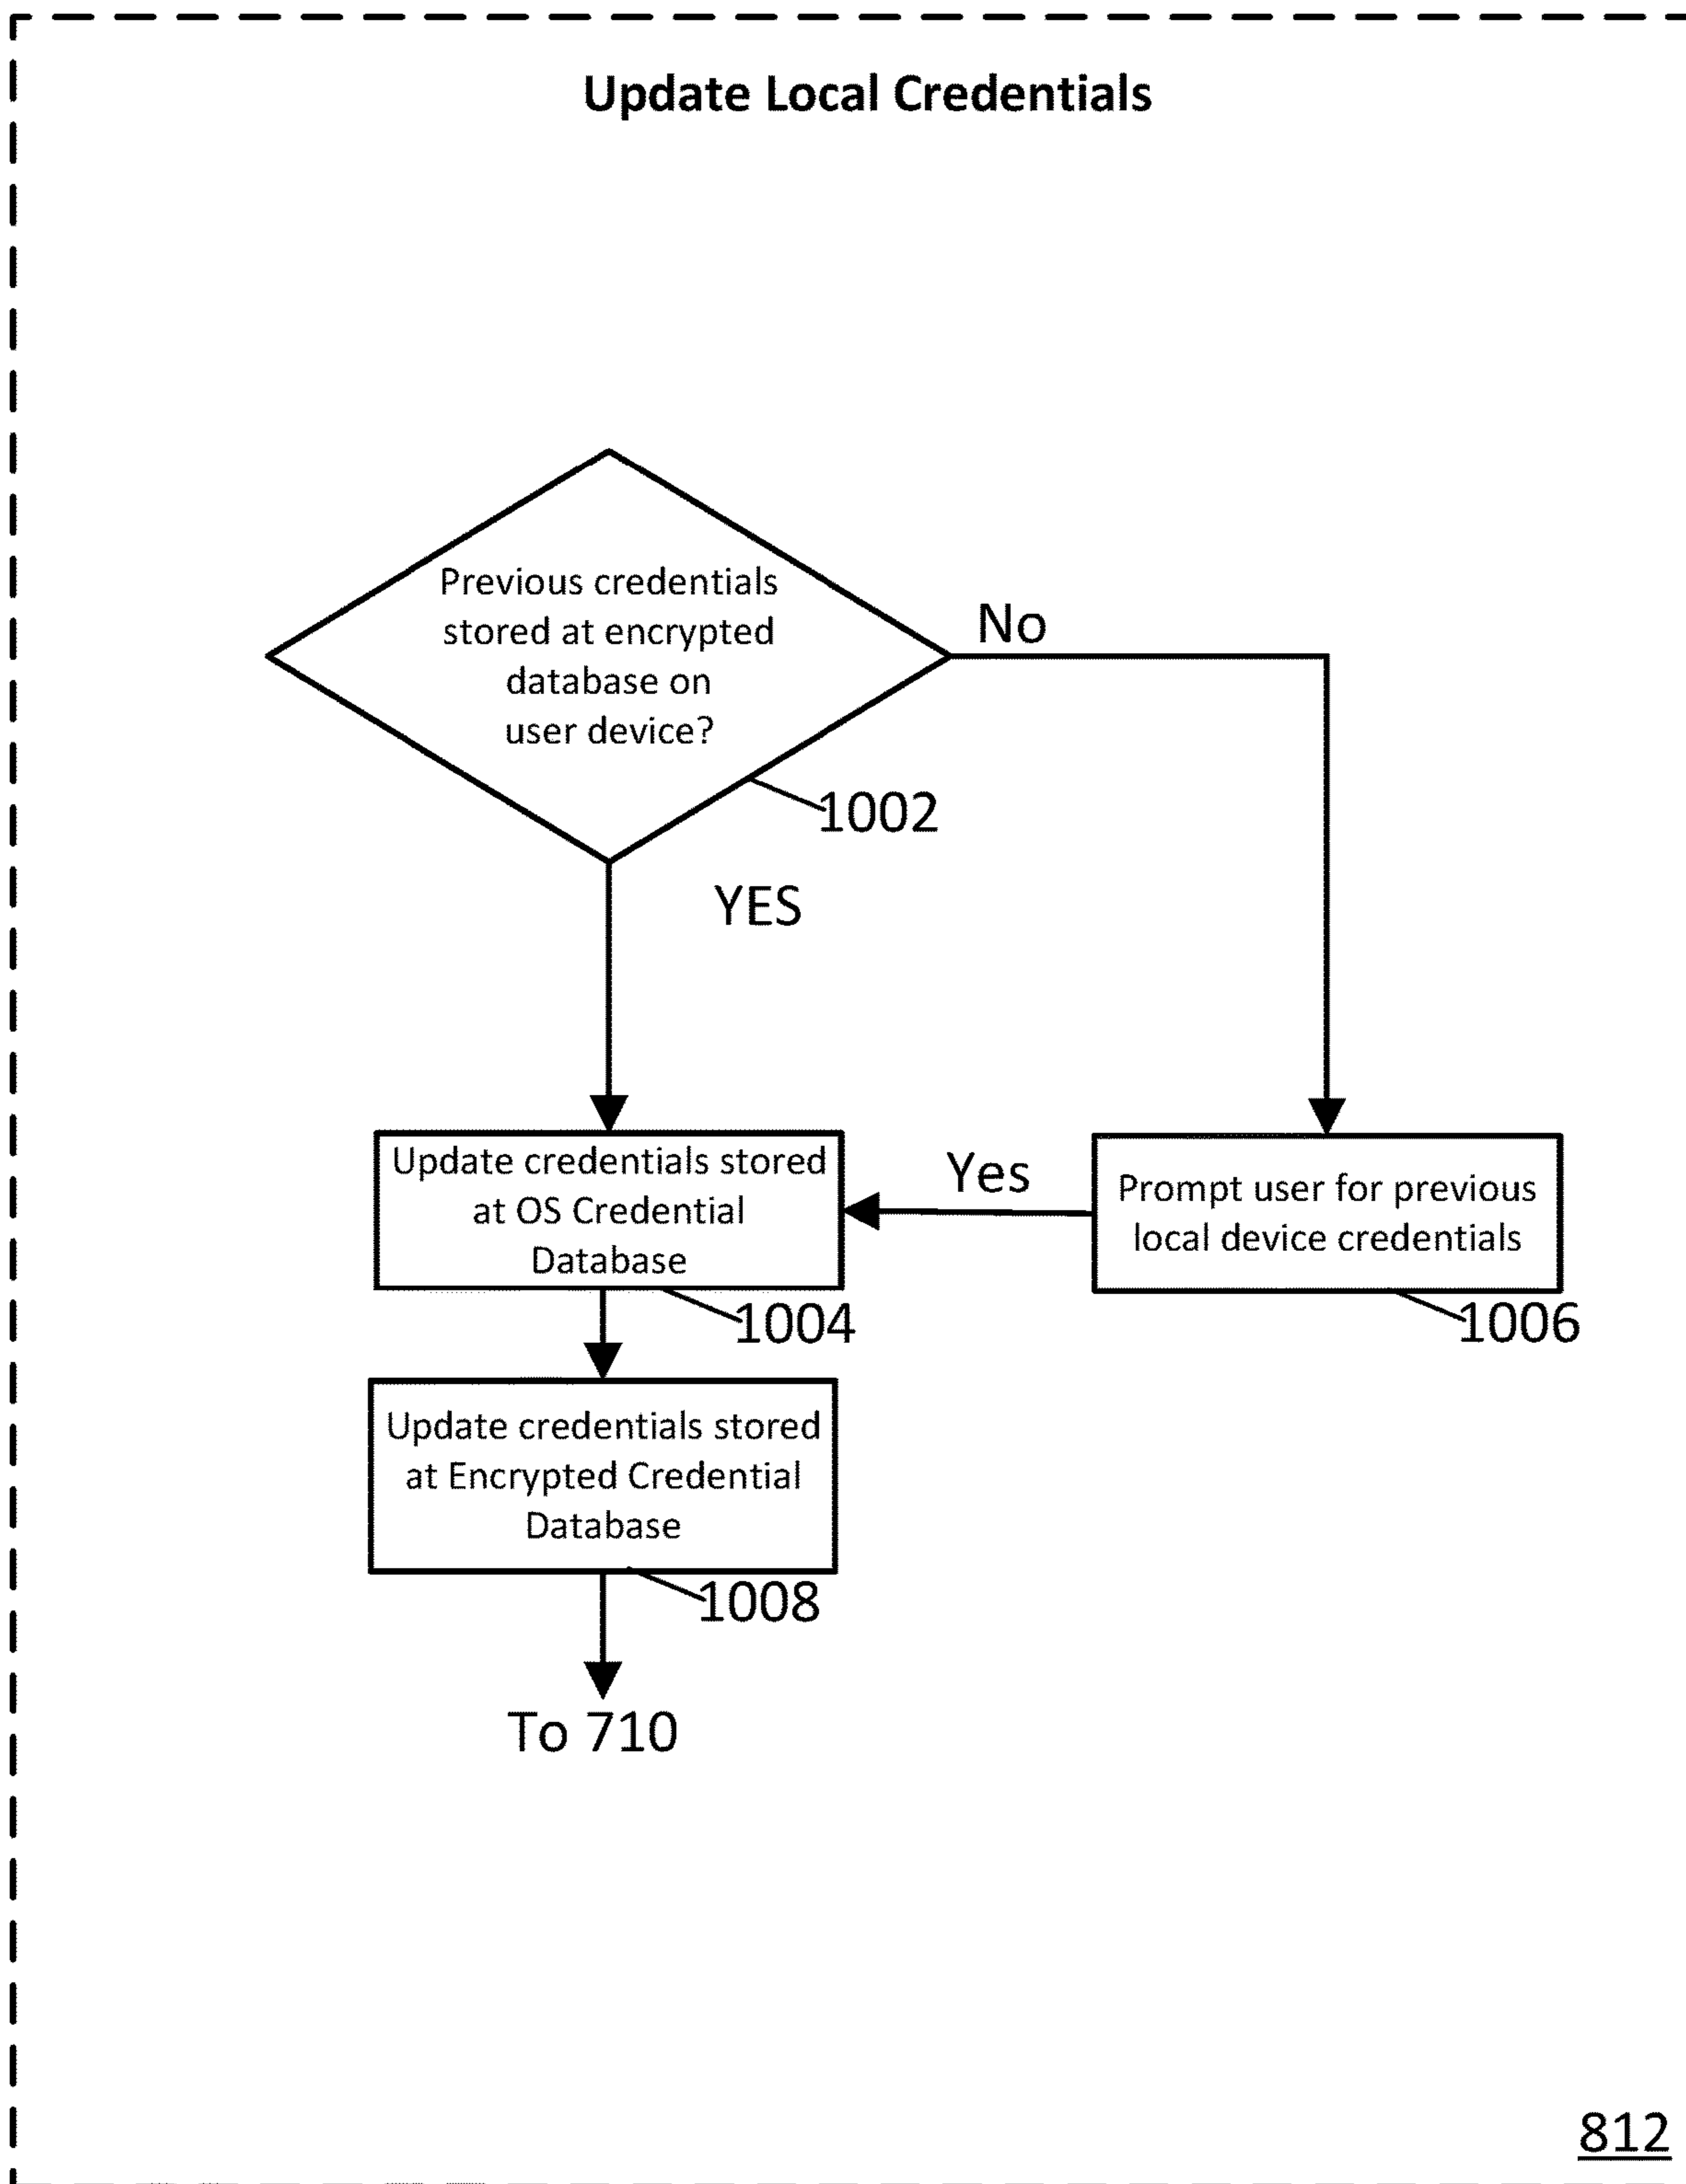 Update Local Credentials
Previous credentials
stored at encrypted
database on
user device?
No
1002
YES
Update credentials stored
at OS Credential
Database
1004
Yes
Prompt user for previous
local device credentials
1006
Update credentials stored
at Encrypted Credential
Database
1008
To 710
812